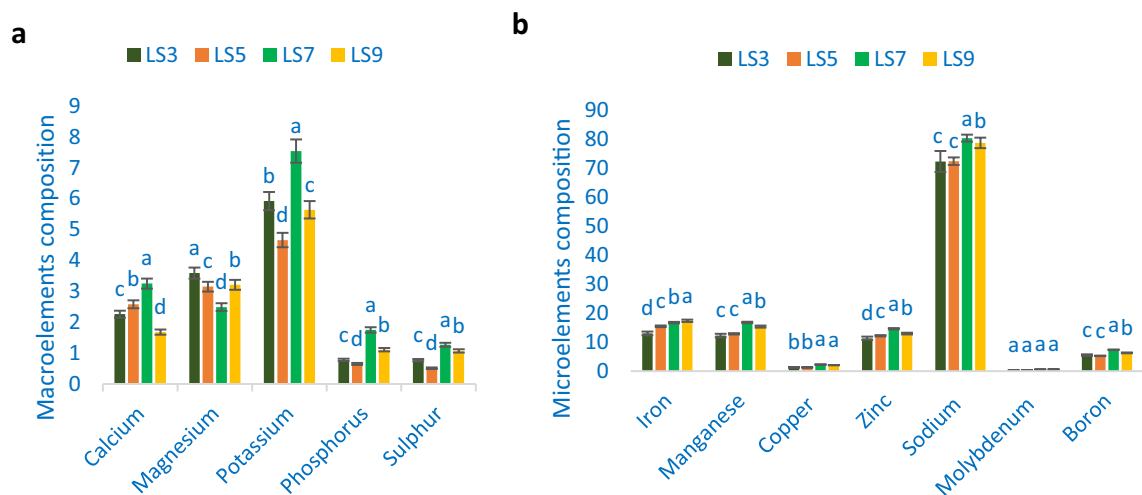 a
LS3 LS5 LS7 LS9
Macroelements composition
9
8
7
6
5
4
3
2
1
0
c b a d
a c d b
b d a c
c d a b
c d a b
Calcium
Magnesium
Potassium
Phosphorus
Sulphur
b
LS3 LS5 LS7 LS9
Microelements composition
90
80
70
60
50
40
30
20
10
0
d c b a
c c a b
b b a a
d c a b
c c a b
a a a a
c c a b
Iron
Manganese
Copper
Zinc
Sodium
Molybdenum
Boron